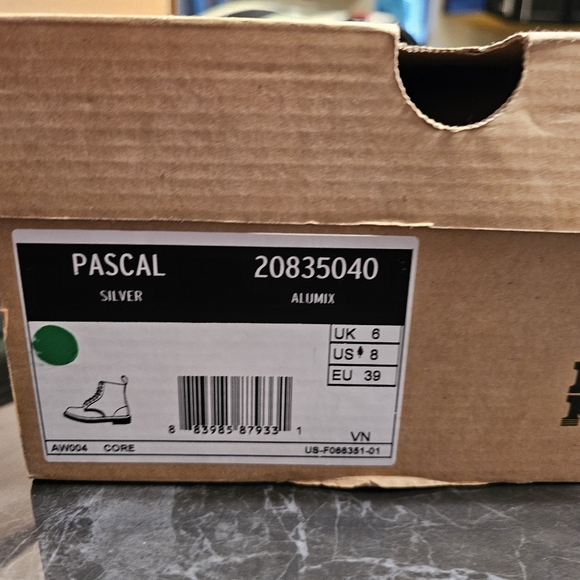 PASCAL 20835040
SILVER ALUMIX
UK 6
US 8
EU 39
8 83985 87933 1
VN
AW004 CORE US-F066351-01